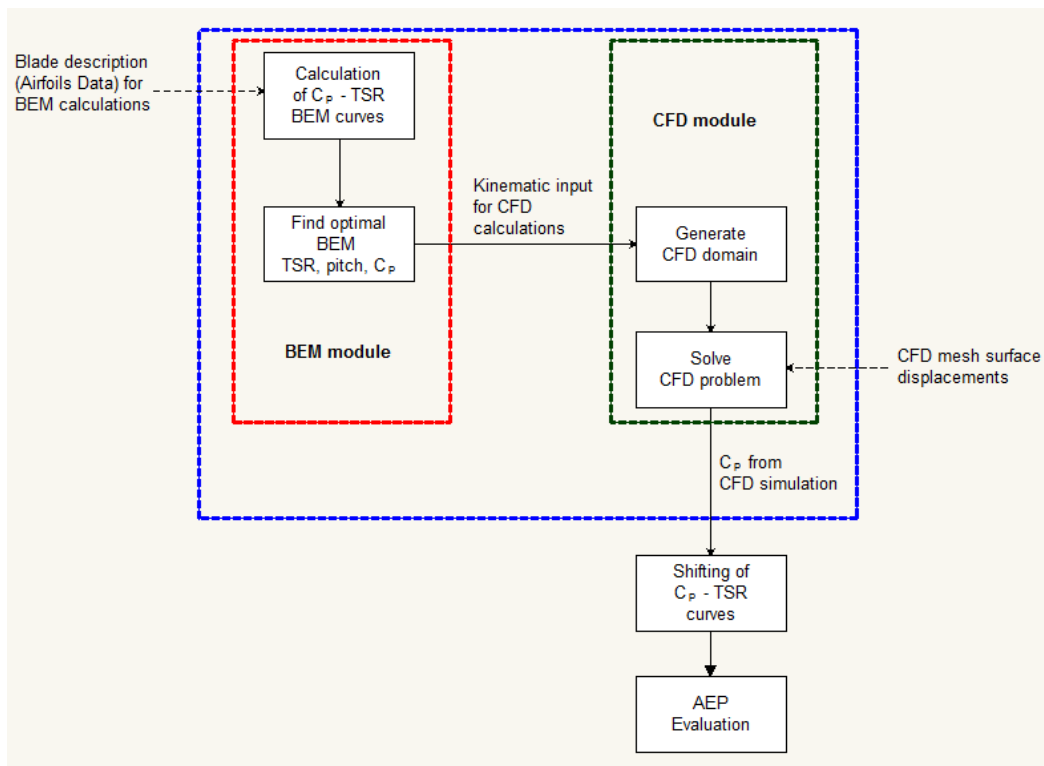 Blade description
(Airfoils Data) for
BEM calculations
Calculation
of Cₚ - TSR
BEM curves
CFD module
Kinematic input
for CFD
calculations
Find optimal
BEM
TSR, pitch, Cₚ
Generate
CFD domain
BEM module
Solve
CFD problem
CFD mesh surface
displacements
Cₚ from
CFD simulation
Shifting of
Cₚ - TSR
curves
AEP
Evaluation